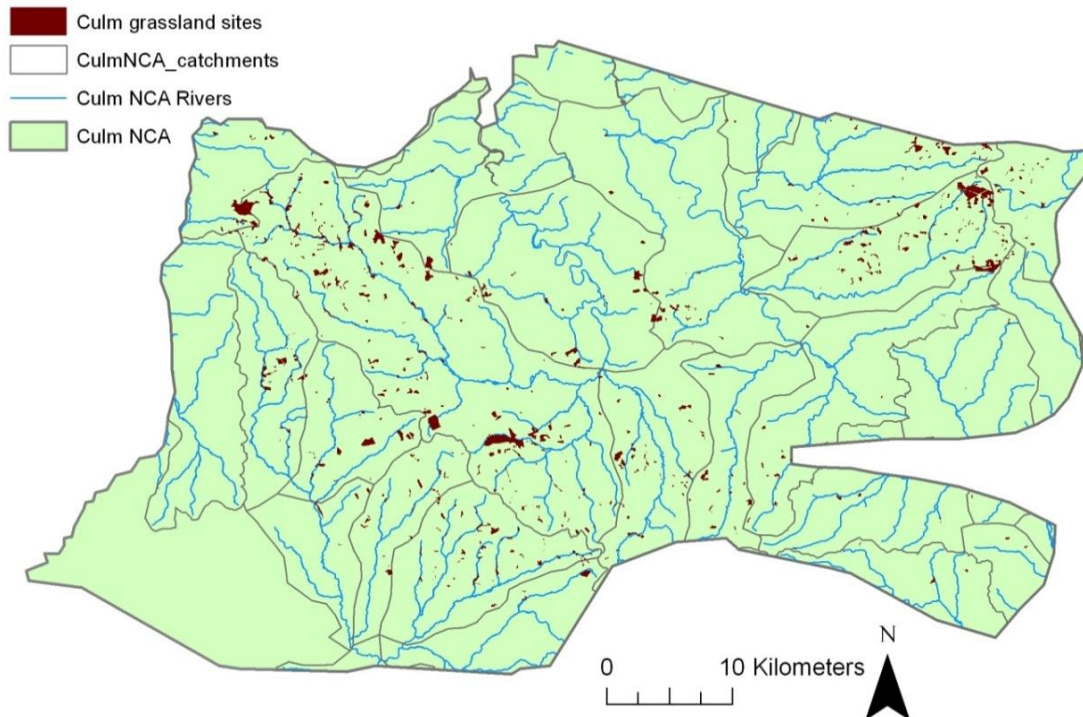 Culm grassland sites
CulmNCA_catchments
Culm NCA Rivers
Culm NCA
N
0 10 Kilometers